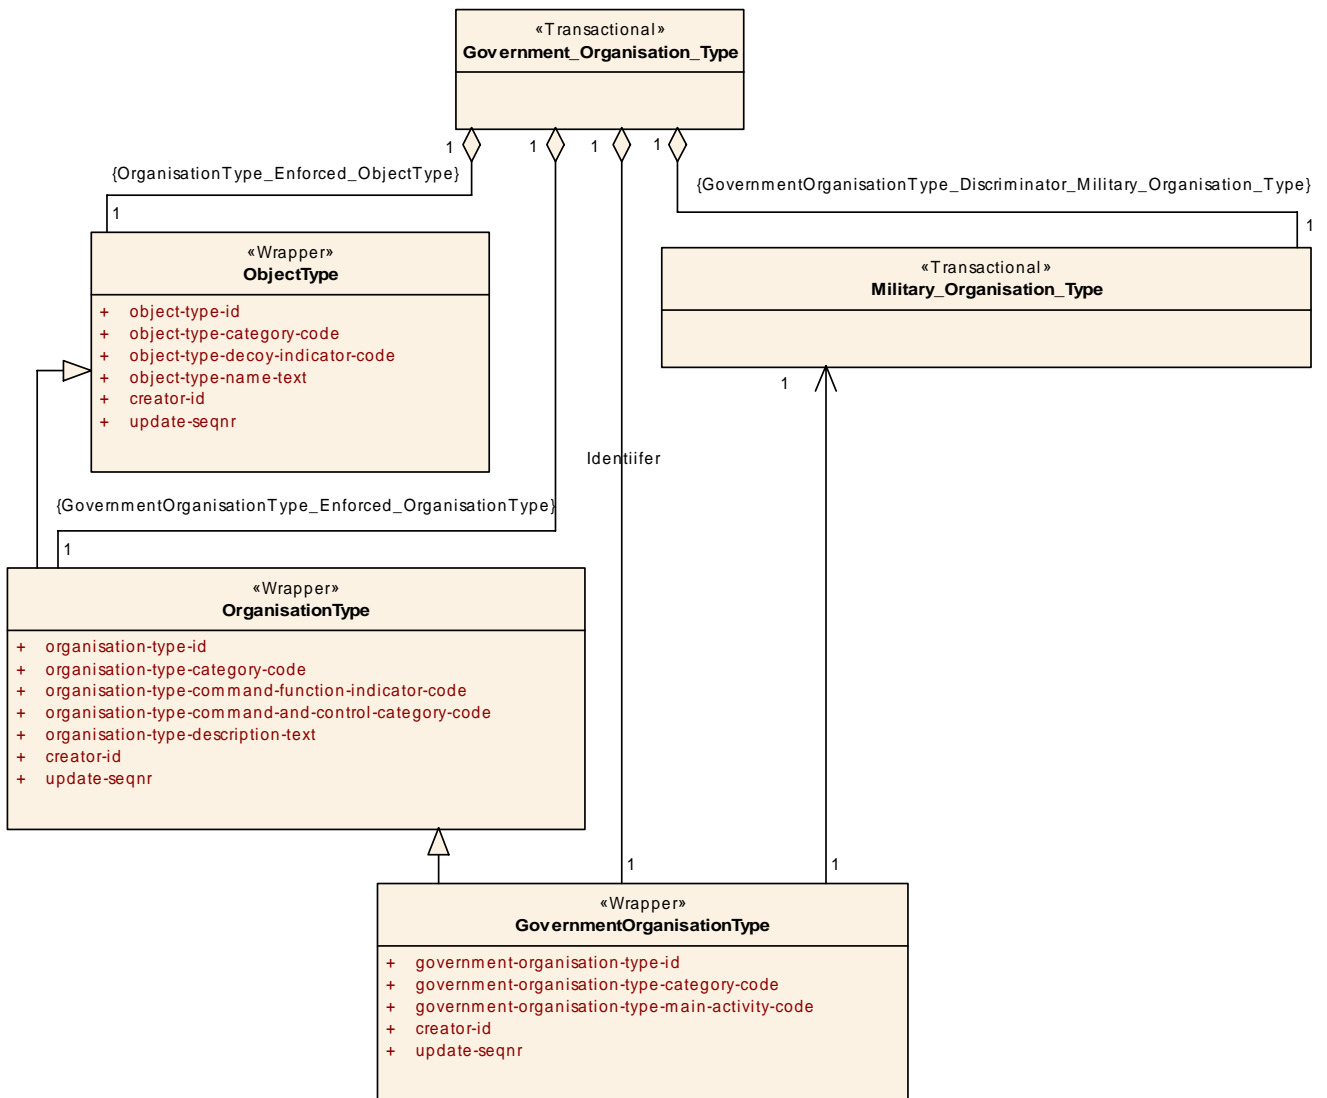 «Transactional»
Government_Organisation_Type
1
1
1
1
{OrganisationType_Enforced_ObjectType}
{GovernmentOrganisationType_Discriminator_Military_Organisation_Type}
1
1
«Wrapper»
ObjectType
+ object-type-id
+ object-type-category-code
+ object-type-decoy-indicator-code
+ object-type-name-text
+ creator-id
+ update-seqnr
«Transactional»
Military_Organisation_Type
1
Identiifer
{GovernmentOrganisationType_Enforced_OrganisationType}
1
«Wrapper»
OrganisationType
+ organisation-type-id
+ organisation-type-category-code
+ organisation-type-command-function-indicator-code
+ organisation-type-command-and-control-category-code
+ organisation-type-description-text
+ creator-id
+ update-seqnr
1
1
«Wrapper»
GovernmentOrganisationType
+ government-organisation-type-id
+ government-organisation-type-category-code
+ government-organisation-type-main-activity-code
+ creator-id
+ update-seqnr